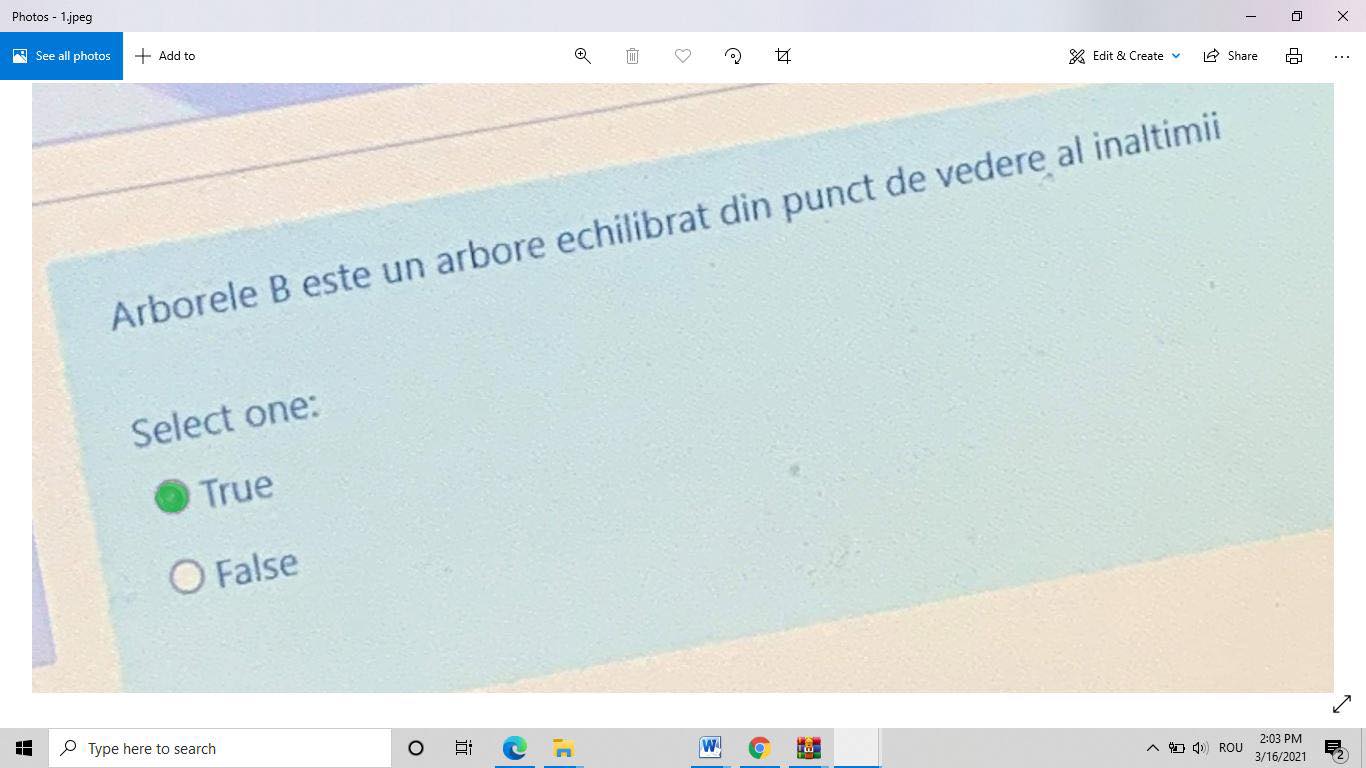 Photos - 1.jpeg
See all photos
Add to
Edit & Create
Share
Arborele B este un arbore echilibrat din punct de vedere al inaltimii
Select one:
True
False
Type here to search
ROU
2:03 PM
3/16/2021
2